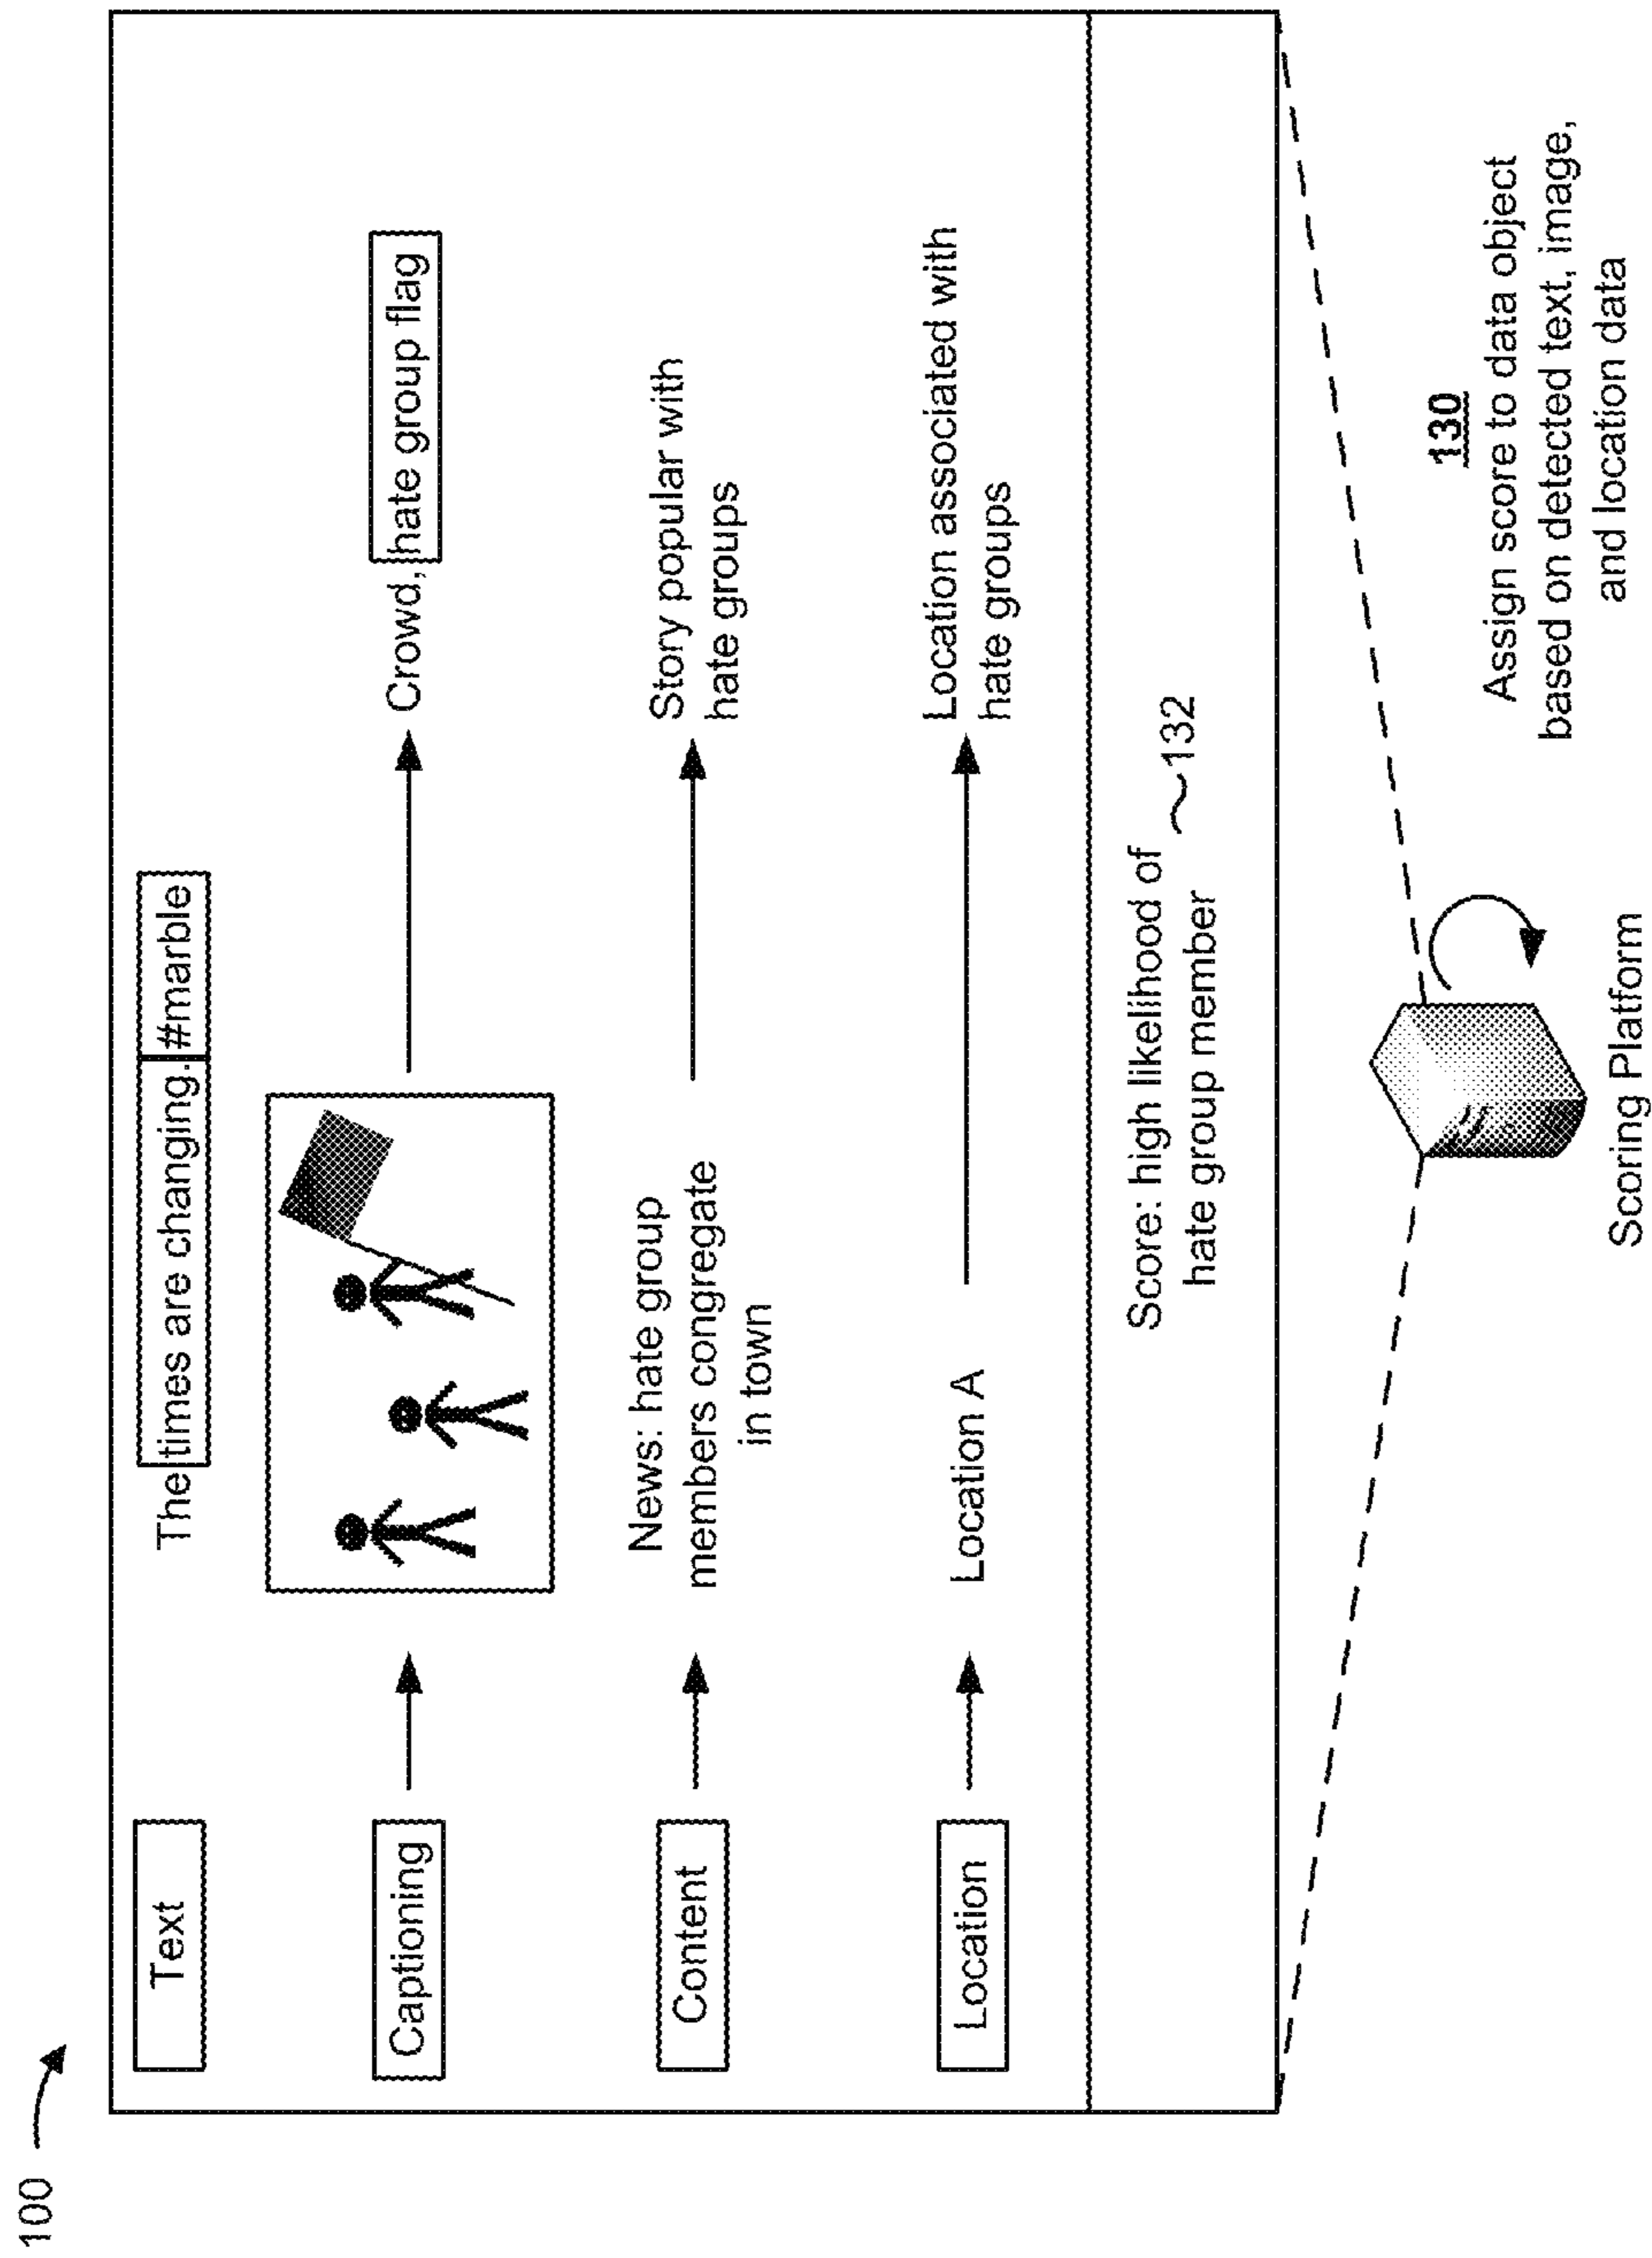 100
Text
The times are changing. #marble
Captioning
Crowd, hate group flag
Content
News: hate group
members congregate
in town
Story popular with
hate groups
Location
Location A
Location associated with
hate groups
Score: high likelihood of
hate group member
132
Scoring Platform
130
Assign score to data object
based on detected text, image,
and location data